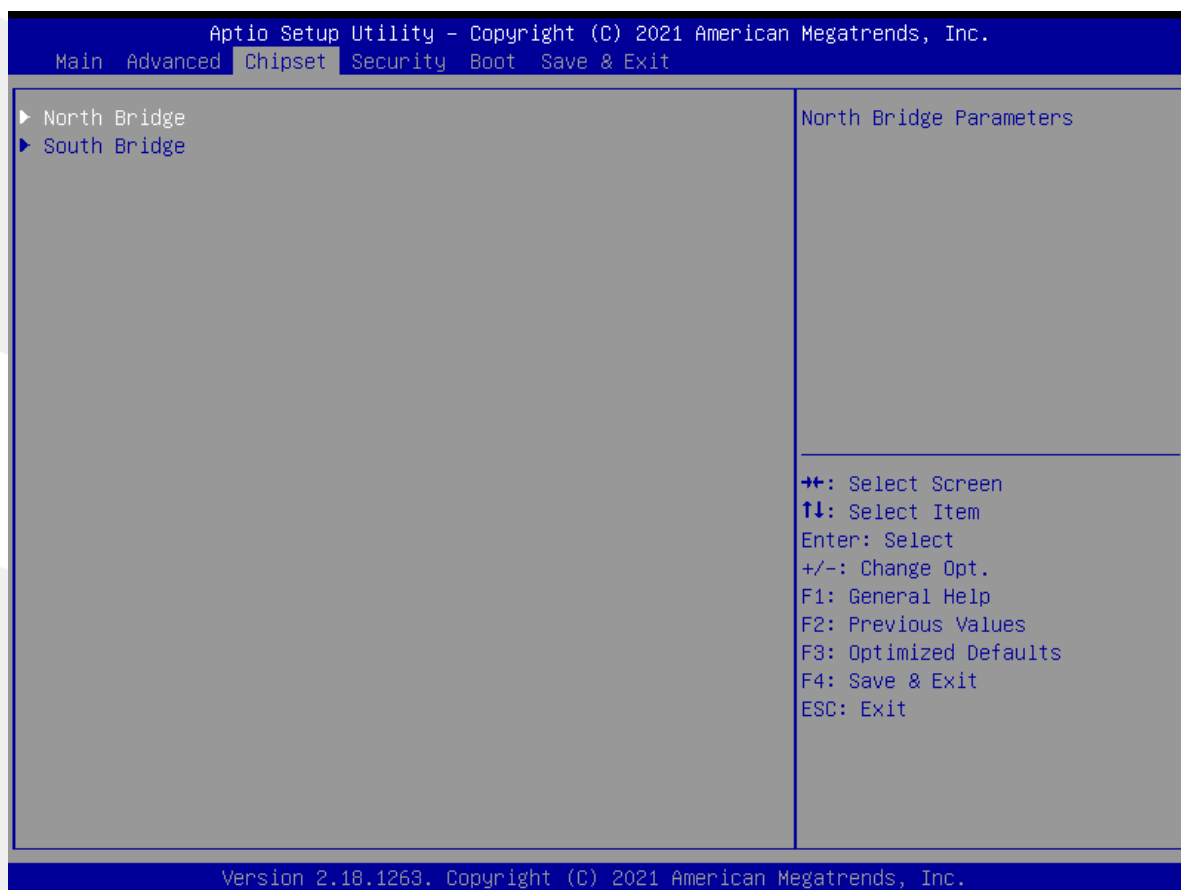 Aptio Setup Utility – Copyright (C) 2021 American Megatrends, Inc.
Main Advanced Chipset Security Boot Save & Exit
▶ North Bridge
▶ South Bridge
North Bridge Parameters
→←: Select Screen
↑↓: Select Item
Enter: Select
+/-: Change Opt.
F1: General Help
F2: Previous Values
F3: Optimized Defaults
F4: Save & Exit
ESC: Exit
Version 2.18.1263. Copyright (C) 2021 American Megatrends, Inc.